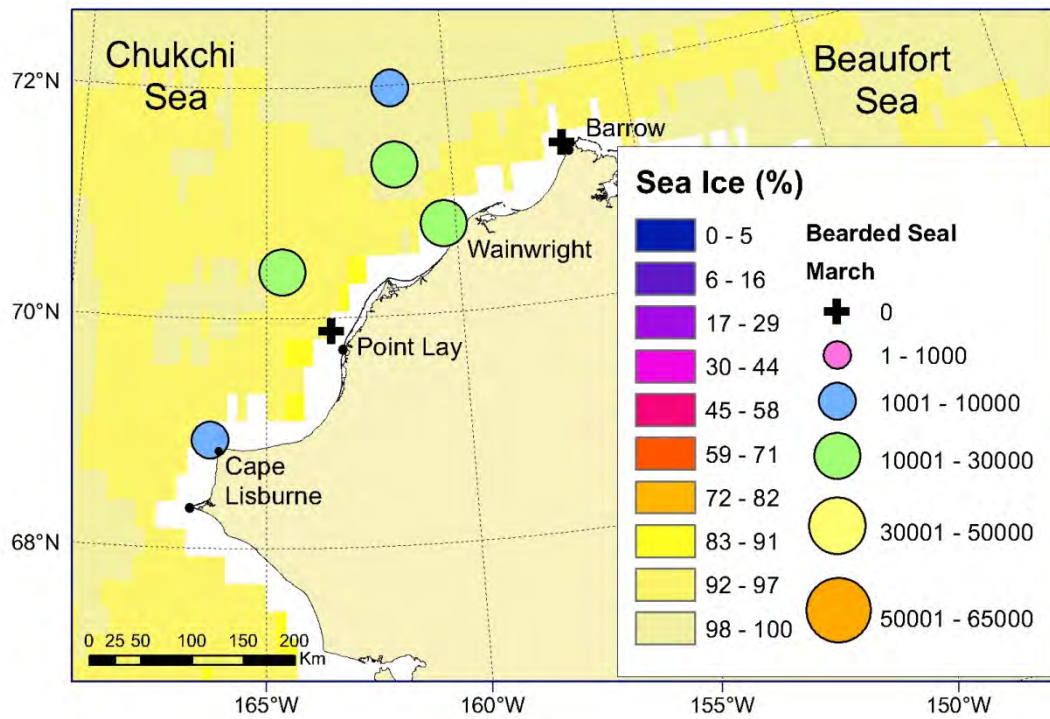 Chukchi
Sea
Beaufort
Sea
72°N
70°N
68°N
Barrow
Wainwright
Point Lay
Cape
Lisburne
0 25 50 100 150 200
Km
165°W
160°W
155°W
150°W
Sea Ice (%)
0 - 5
6 - 16
17 - 29
30 - 44
45 - 58
59 - 71
72 - 82
83 - 91
92 - 97
98 - 100
Bearded Seal
March
0
1 - 1000
1001 - 10000
10001 - 30000
30001 - 50000
50001 - 65000